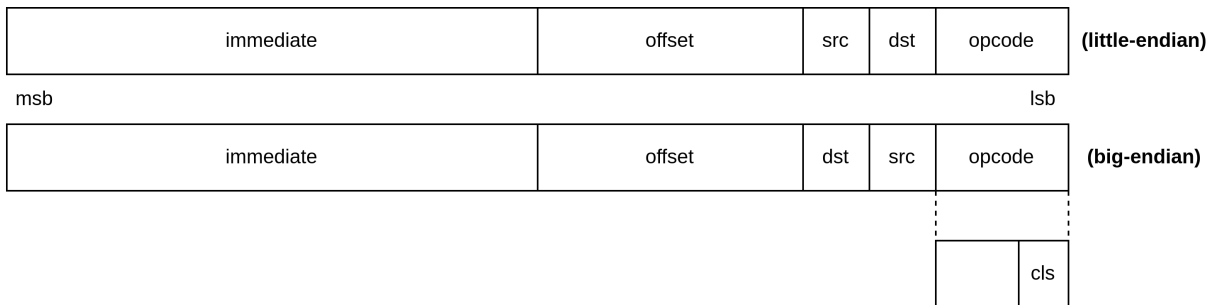 immediate offset src dst opcode (little-endian)
msb lsb
immediate offset dst src opcode (big-endian)
cls